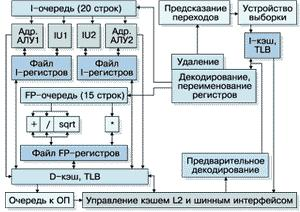 I-очередь (20 строк)
Предсказание
переходов
Устройство
выборки
Адр.
АЛУ1
IU1
IU2
Адр.
АЛУ2
I-кэш,
TLB
Файл
I-регистров
Файл
I-регистров
Удаление
Декодирование,
переименование
регистров
FP-очередь (15 строк)
+
/
sqrt
*
Файл FP-регистров
Предварительное
декодирование
D-кэш, TLB
Очередь к ОП
Управление кэшем L2 и шинным интерфейсом